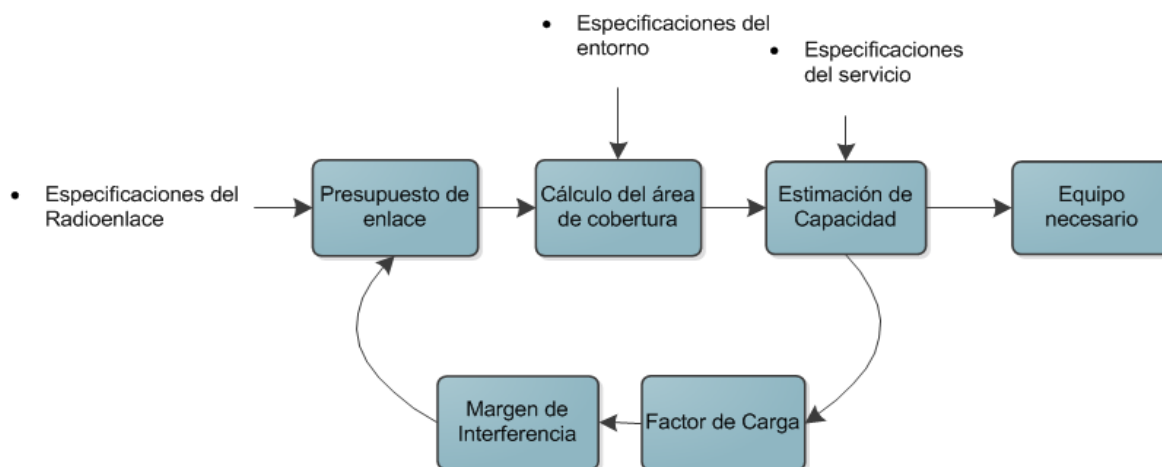 • Especificaciones del
entorno
• Especificaciones
del servicio
• Especificaciones del
Radioenlace
Presupuesto de
enlace
Cálculo del área
de cobertura
Estimación de
Capacidad
Equipo
necesario
Margen de
Interferencia
Factor de Carga